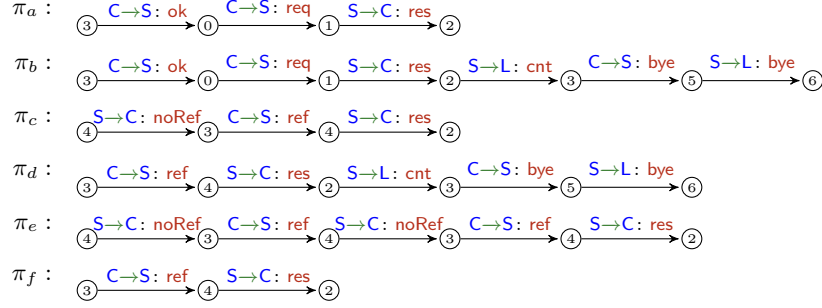 π_a : ③ C→S: ok ⓪ C→S: req ① S→C: res ②
π_b : ③ C→S: ok ⓪ C→S: req ① S→C: res ② S→L: cnt ③ C→S: bye ⑤ S→L: bye ⑥
π_c : ④ S→C: noRef ③ C→S: ref ④ S→C: res ②
π_d : ③ C→S: ref ④ S→C: res ② S→L: cnt ③ C→S: bye ⑤ S→L: bye ⑥
π_e : ④ S→C: noRef ③ C→S: ref ④ S→C: noRef ③ C→S: ref ④ S→C: res ②
π_f : ③ C→S: ref ④ S→C: res ②